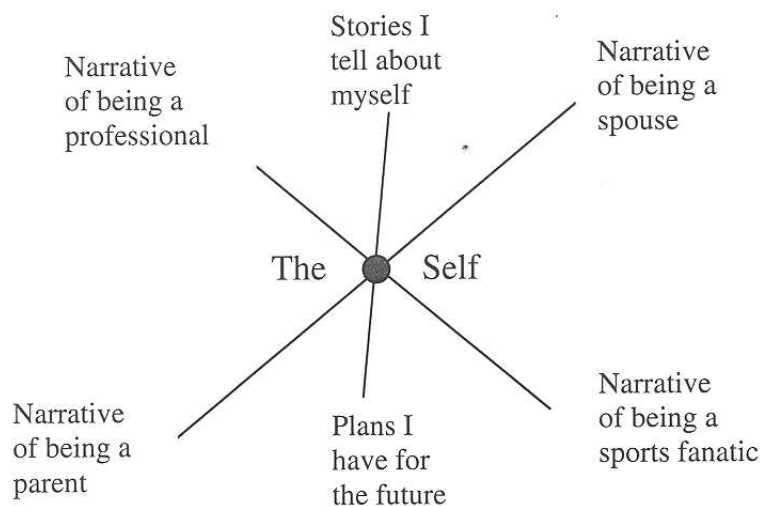 Stories I
tell about
myself
Narrative
of being a
professional
Narrative
of being a
spouse
The Self
Narrative
of being a
parent
Plans I
have for
the future
Narrative
of being a
sports fanatic